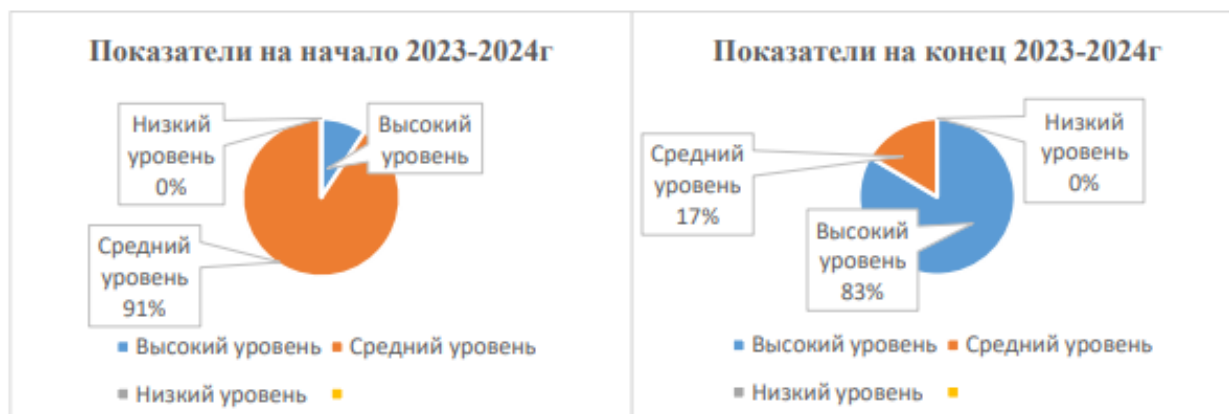 Показатели на начало 2023-2024г
Низкий
уровень
0%
Высокий
уровень
Средний
уровень
91%
Высокий уровень Средний уровень
Низкий уровень
Показатели на конец 2023-2024г
Средний
уровень
17%
Низкий
уровень
0%
Высокий
уровень
83%
Высокий уровень Средний уровень
Низкий уровень